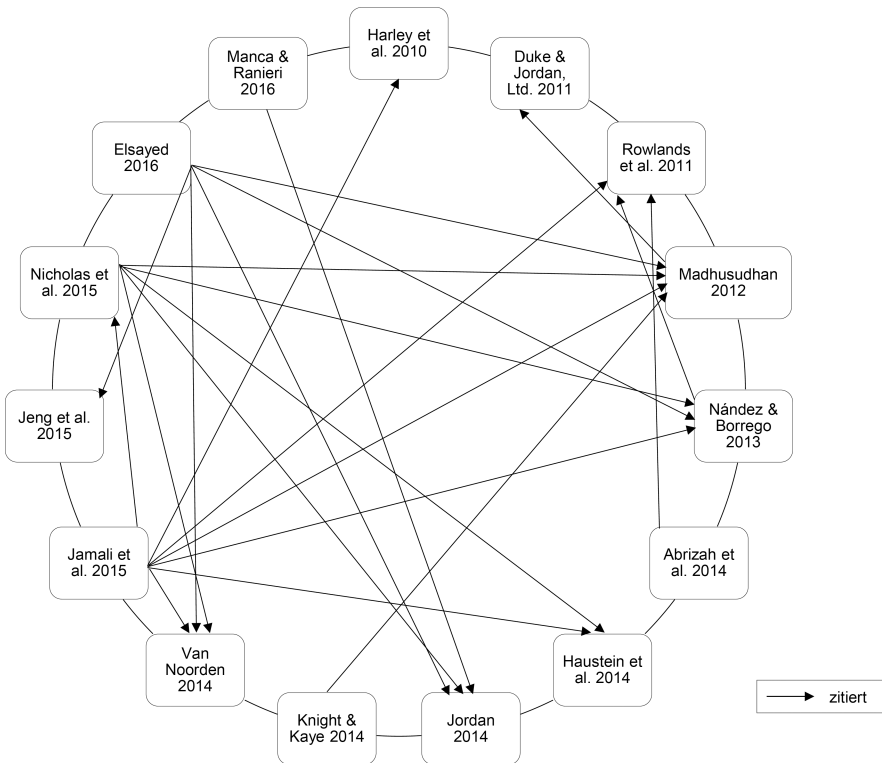 Harley et
al. 2010
Duke &
Jordan,
Ltd. 2011
Rowlands
et al. 2011
Madhusudhan
2012
Nández &
Borrego
2013
Abrizah et
al. 2014
Haustein et
al. 2014
Jordan
2014
Knight &
Kaye 2014
Van
Noorden
2014
Jamali et
al. 2015
Jeng et al.
2015
Nicholas et
al. 2015
Elsayed
2016
Manca &
Ranieri
2016
zitiert